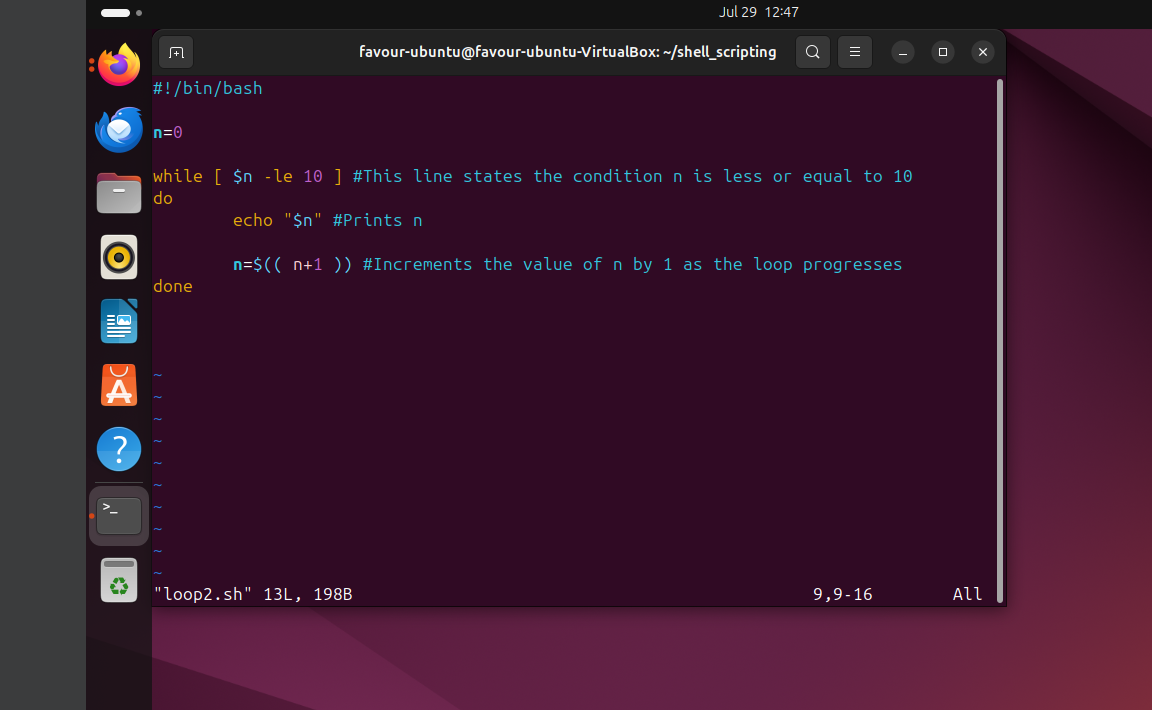 Jul 29 12:47
favour-ubuntu@favour-ubuntu-VirtualBox: ~/shell_scripting
#!/bin/bash
n=0
while [ $n -le 10 ] #This line states the condition n is less or equal to 10
do
        echo "$n" #Prints n
        n=$(( n+1 )) #Increments the value of n by 1 as the loop progresses
done
~
~
~
~
~
~
~
~
~
~
"loop2.sh" 13L, 198B 9,9-16 All